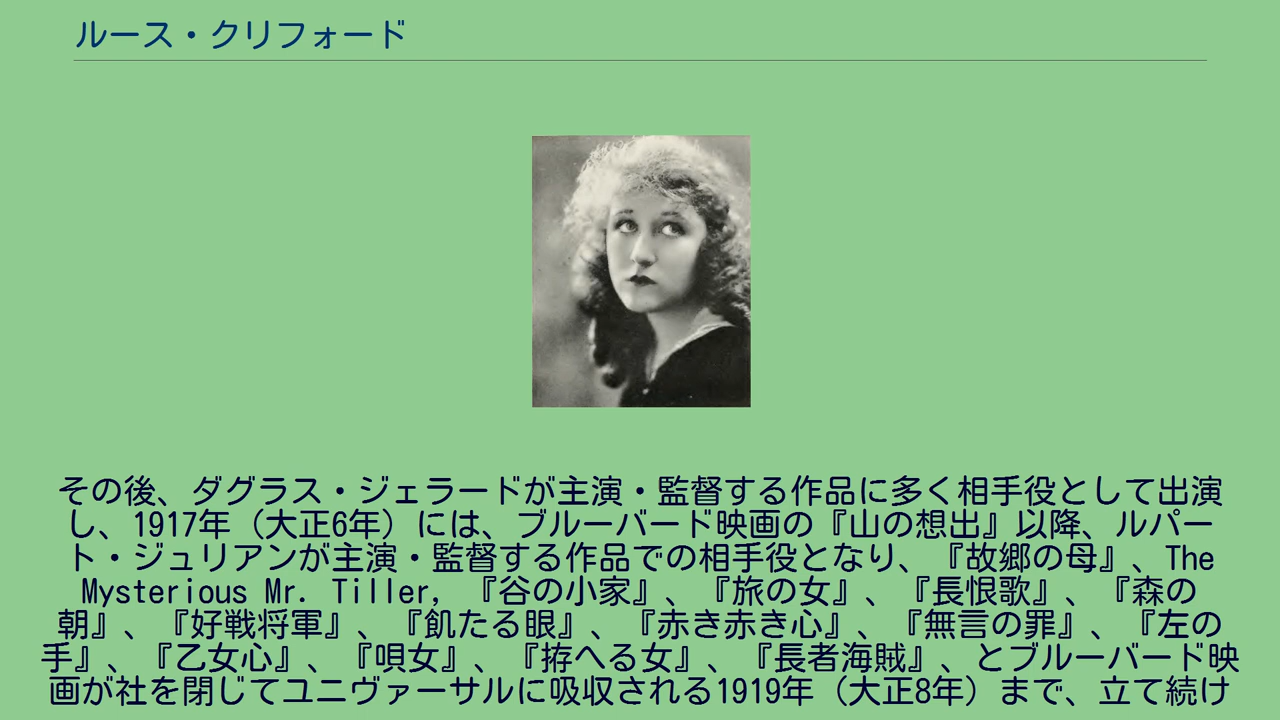 ルース・クリフォード
その後、ダグラス・ジェラードが主演・監督する作品に多く相手役として出演
し、1917年（大正6年）には、ブルーバード映画の『山の想出』以降、ルパー
ト・ジュリアンが主演・監督する作品での相手役となり、『故郷の母』、The
Mysterious Mr. Tiller, 『谷の小家』、『旅の女』、『長恨歌』、『森の
朝』、『好戦将軍』、『飢たる眼』、『赤き赤き心』、『無言の罪』、『左の
手』、『乙女心』、『唄女』、『拵へる女』、『長者海賊』、とブルーバード映
画が社を閉じてユニヴァーサルに吸収される1919年（大正8年）まで、立て続け